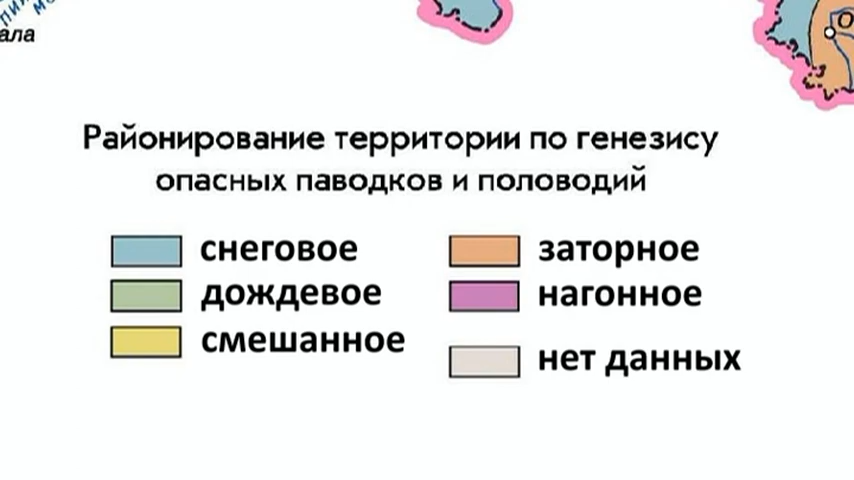 ала
Районирование территории по генезису
опасных паводков и половодий
снеговое
заторное
дождевое
нагонное
смешанное
нет данных